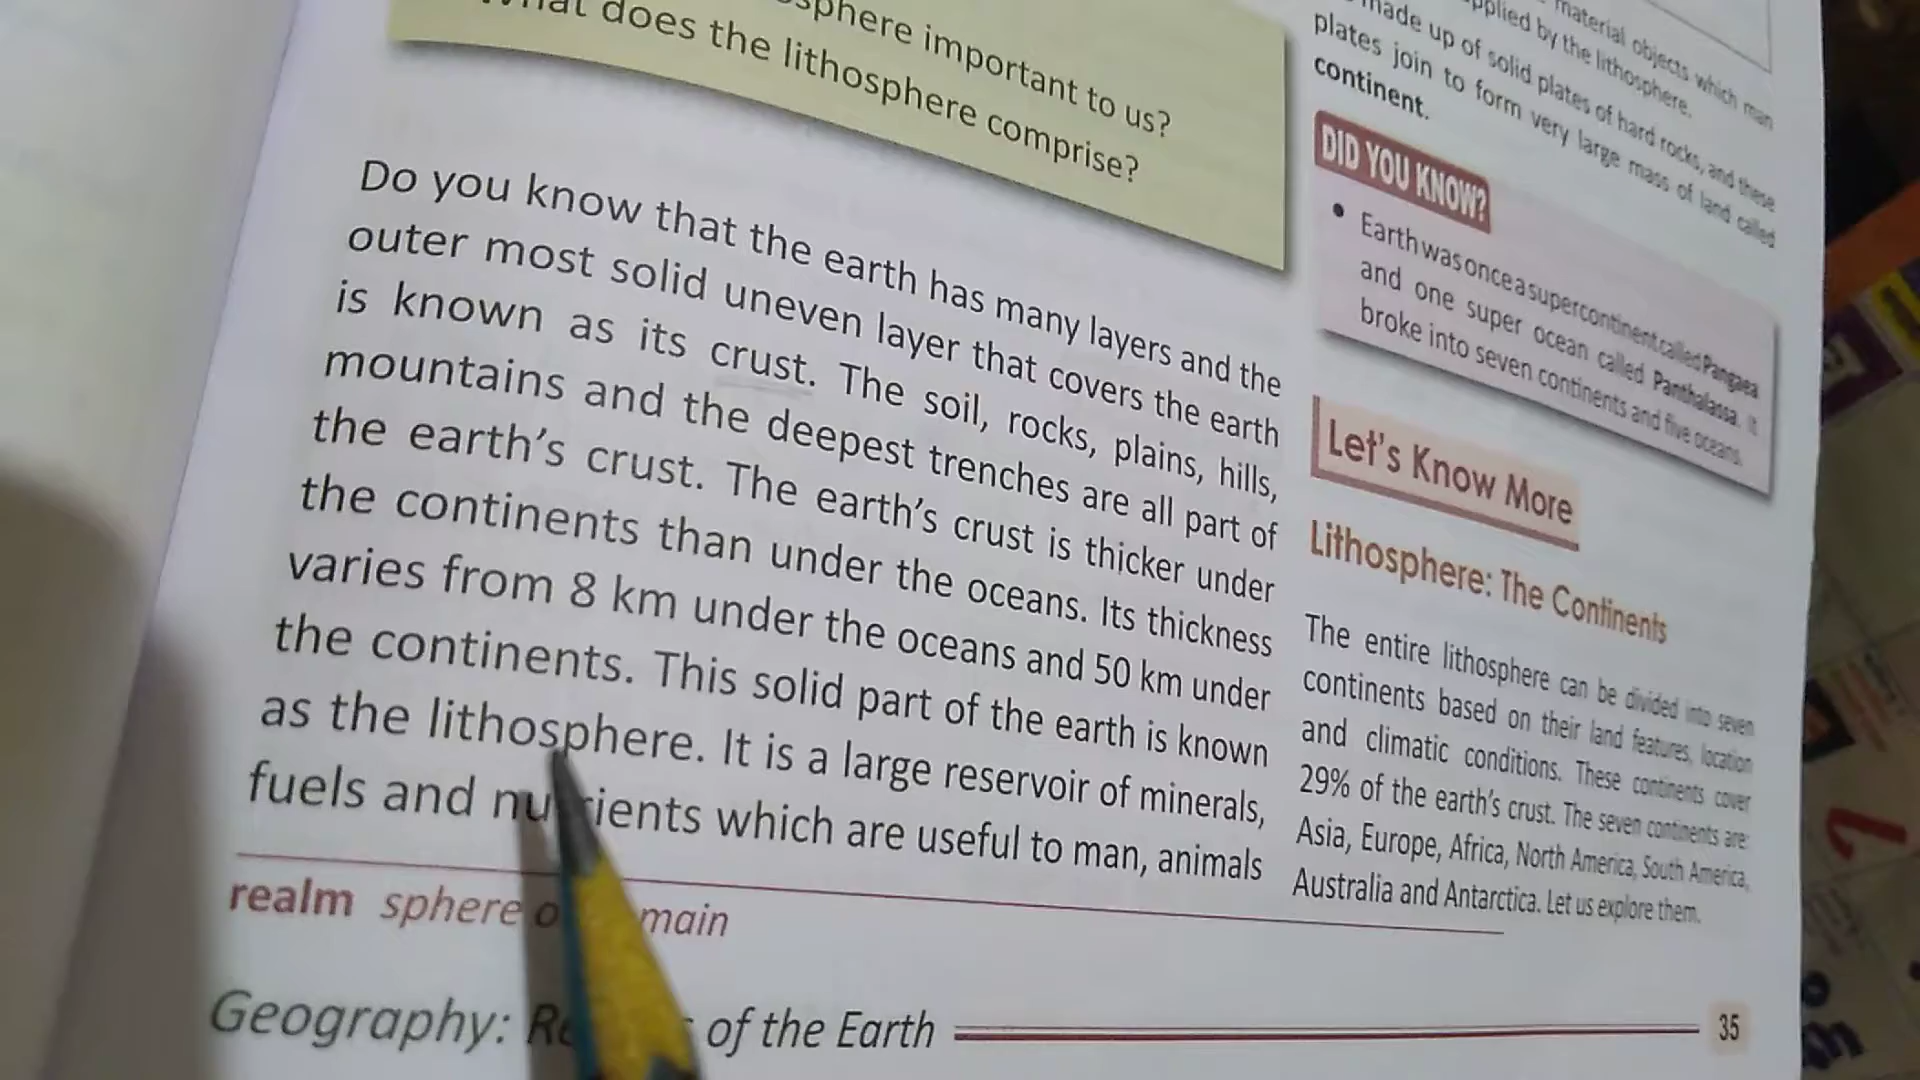 sphere important to us?
What does the lithosphere comprise?
Do you know that the earth has many layers and the
outer most solid uneven layer that covers the earth
is known as its crust. The soil, rocks, plains, hills,
mountains and the deepest trenches are all part of
the earth's crust. The earth's crust is thicker under
the continents than under the oceans. Its thickness
varies from 8 km under the oceans and 50 km under
the continents. This solid part of the earth is known
as the lithosphere. It is a large reservoir of minerals,
fuels and nutrients which are useful to man, animals
realm sphere o main
Geography: Re of the Earth
material objects which man
pplied by the lithosphere.
made up of solid plates of hard rocks, and these
plates join to form very large mass of land called
continent.
DID YOU KNOW?
• Earth was once a supercontinent called Pangaea
and one super ocean called Panthalassa. It
broke into seven continents and five oceans.
Let's Know More
Lithosphere: The Continents
The entire lithosphere can be divided into seven
continents based on their land features, location
and climatic conditions. These continents cover
29% of the earth's crust. The seven continents are:
Asia, Europe, Africa, North America, South America,
Australia and Antarctica. Let us explore them.
35